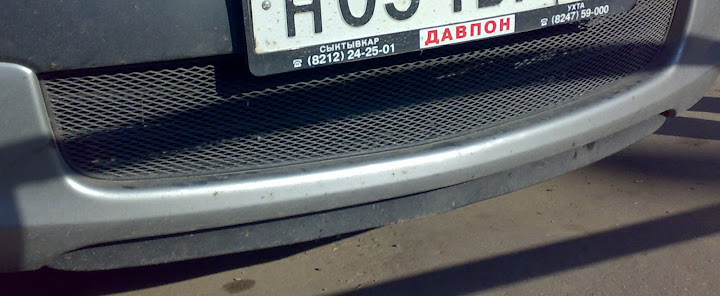 СЫКТЫВКАР
☎ (8212) 24-25-01
ДАВПОН
УХТА
☎ (8247) 59-000